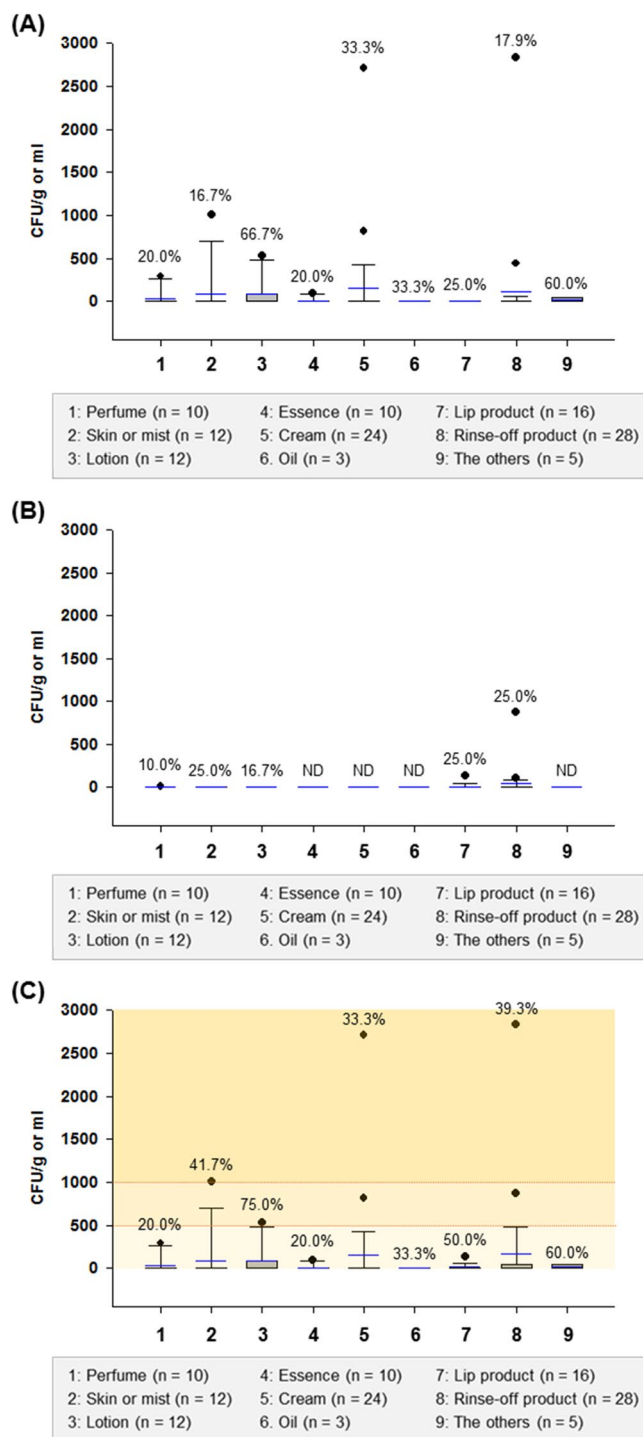 (A)
3000
2500
2000
1500
1000
500
0
CFU/g or ml
20.0%
16.7%
66.7%
20.0%
33.3%
33.3%
25.0%
17.9%
60.0%
1 2 3 4 5 6 7 8 9
1: Perfume (n = 10) 4: Essence (n = 10) 7: Lip product (n = 16)
2: Skin or mist (n = 12) 5: Cream (n = 24) 8: Rinse-off product (n = 28)
3: Lotion (n = 12) 6. Oil (n = 3) 9: The others (n = 5)
(B)
3000
2500
2000
1500
1000
500
0
CFU/g or ml
10.0%
25.0%
16.7%
ND
ND
ND
25.0%
25.0%
ND
1 2 3 4 5 6 7 8 9
1: Perfume (n = 10) 4: Essence (n = 10) 7: Lip product (n = 16)
2: Skin or mist (n = 12) 5: Cream (n = 24) 8: Rinse-off product (n = 28)
3: Lotion (n = 12) 6. Oil (n = 3) 9: The others (n = 5)
(C)
3000
2500
2000
1500
1000
500
0
CFU/g or ml
20.0%
41.7%
75.0%
20.0%
33.3%
33.3%
50.0%
39.3%
60.0%
1 2 3 4 5 6 7 8 9
1: Perfume (n = 10) 4: Essence (n = 10) 7: Lip product (n = 16)
2: Skin or mist (n = 12) 5: Cream (n = 24) 8: Rinse-off product (n = 28)
3: Lotion (n = 12) 6. Oil (n = 3) 9: The others (n = 5)